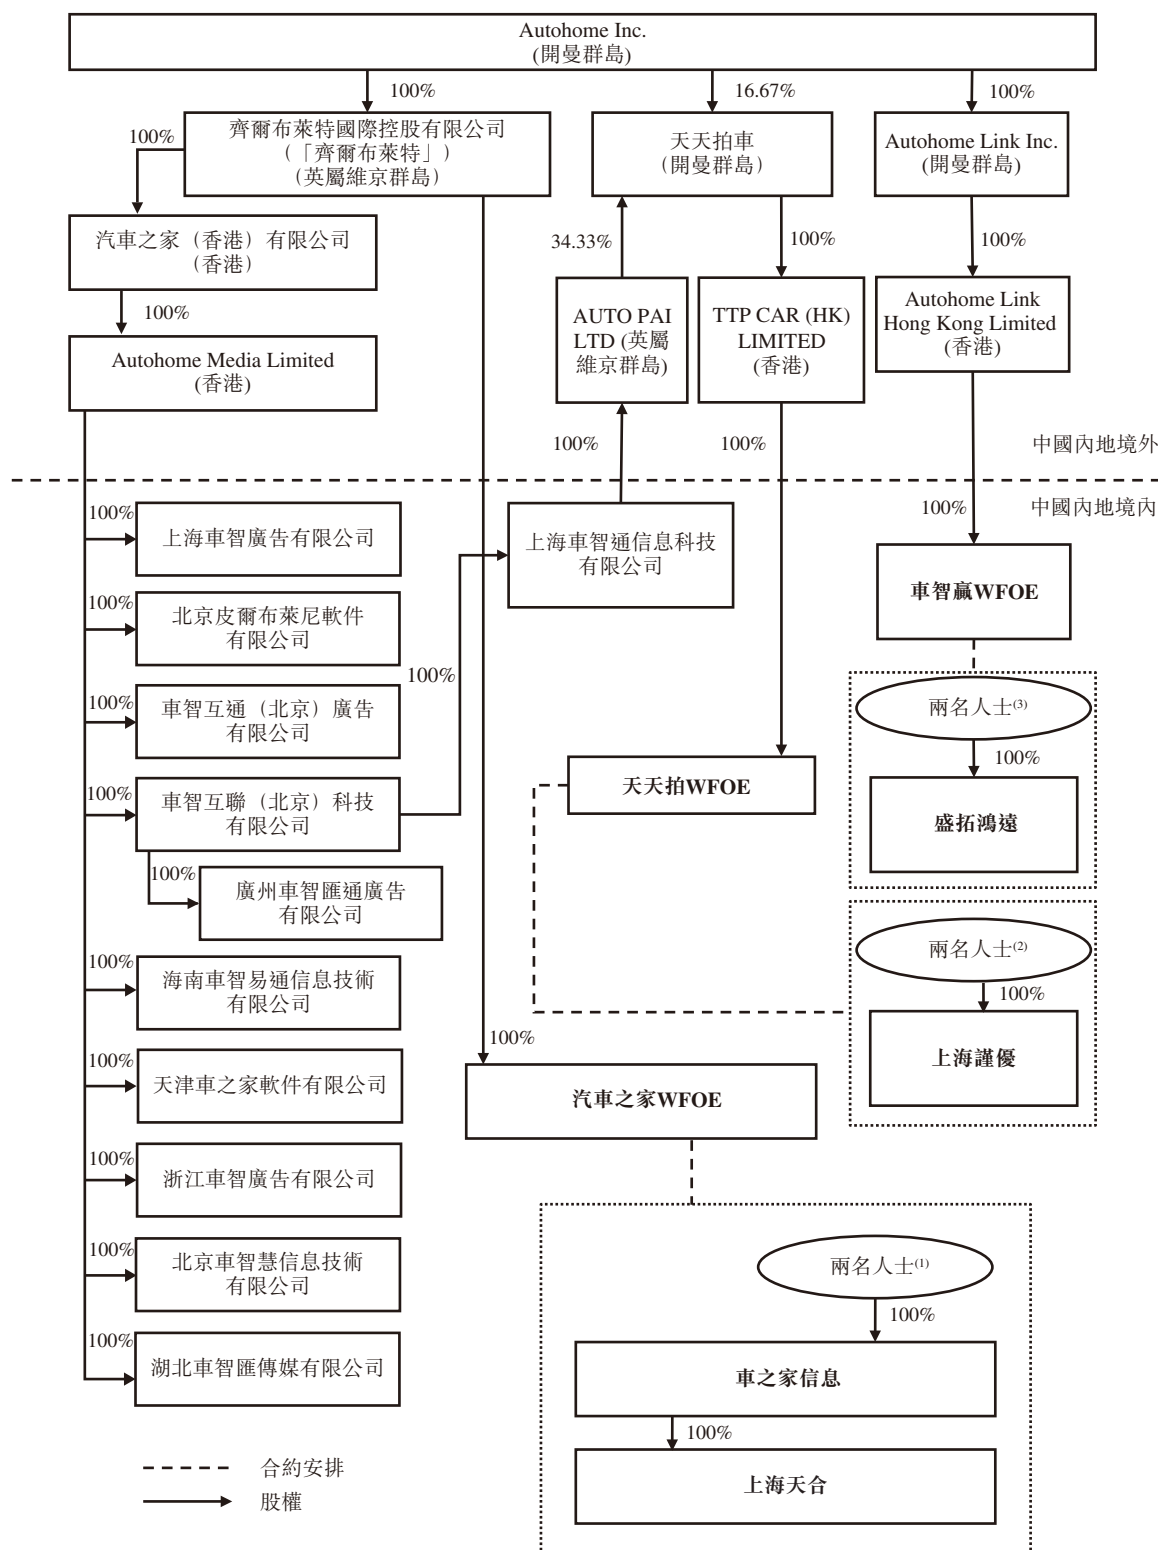 Autohome Inc.
(開曼群島)
100%
16.67%
100%
100%
齊爾布萊特國際控股有限公司
(「齊爾布萊特」)
(英屬維京群島)
天天拍車
(開曼群島)
Autohome Link Inc.
(開曼群島)
汽車之家（香港）有限公司
(香港)
34.33%
100%
100%
100%
AUTO PAI
LTD (英屬
維京群島)
TTP CAR (HK)
LIMITED
(香港)
Autohome Link
Hong Kong Limited
(香港)
Autohome Media Limited
(香港)
100%
100%
中國內地境外
中國內地境內
100%
100%
上海車智廣告有限公司
上海車智通信息科技
有限公司
車智贏WFOE
100%
北京皮爾布萊尼軟件
有限公司
100%
100%
車智互通（北京）廣告
有限公司
兩名人士(3)
100%
天天拍WFOE
100%
車智互聯（北京）科技
有限公司
盛拓鴻遠
100%
廣州車智匯通廣告
有限公司
兩名人士(2)
100%
100%
海南車智易通信息技術
有限公司
100%
上海謹優
100%
天津車之家軟件有限公司
汽車之家WFOE
100%
浙江車智廣告有限公司
100%
北京車智慧信息技術
有限公司
兩名人士(1)
100%
100%
湖北車智匯傳媒有限公司
車之家信息
100%
上海天合
合約安排
股權